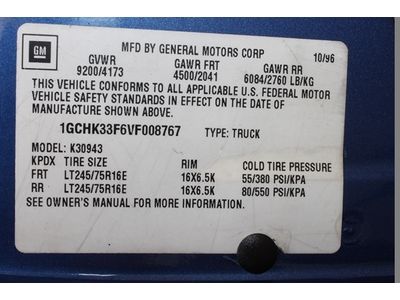 GM
MFD BY GENERAL MOTORS CORP 10/96
GVWR GAWR FRT GAWR RR
9200/4173 4500/2041 6084/2760 LB/KG
THIS VEHICLE CONFORMS TO ALL APPLICABLE U.S. FEDERAL MOTOR
VEHICLE SAFETY STANDARDS IN EFFECT ON THE DATE OF
MANUFACTURE SHOWN ABOVE.
1GCHK33F6VF008767 TYPE: TRUCK
MODEL: K30943
KPDX TIRE SIZE RIM COLD TIRE PRESSURE
FRT LT245/75R16E 16X6.5K 55/380 PSI/KPA
RR LT245/75R16E 16X6.5K 80/550 PSI/KPA
SEE OWNER'S MANUAL FOR MORE INFORMATION.